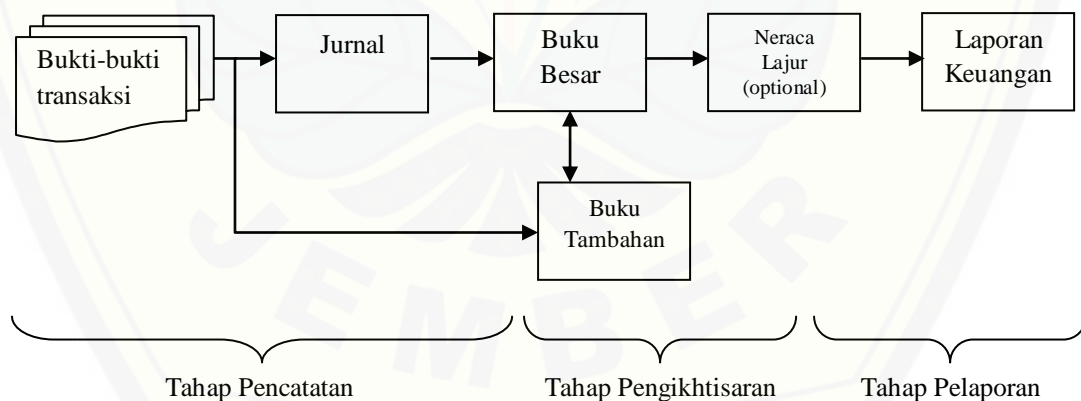 Bukti-bukti
transaksi
Jurnal
Buku
Besar
Neraca
Lajur
(optional)
Laporan
Keuangan
Buku
Tambahan
JEMBER
Tahap Pencatatan
Tahap Pengikhtisaran
Tahap Pelaporan